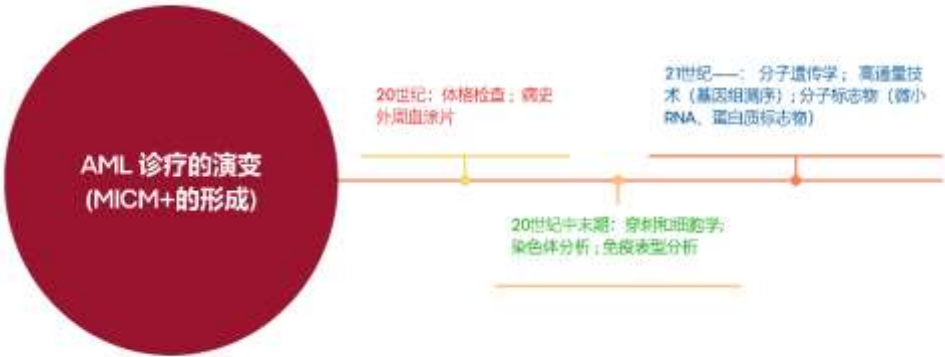 AML 诊疗的演变
(MICM+的形成)
20世纪：体格检查；病史
外周血涂片
20世纪中末期：穿刺和细胞学;
染色体分析；免疫表型分析
21世纪——：分子遗传学；高通量技
术（基因组测序）；分子标志物（微小
RNA、蛋白质标志物）